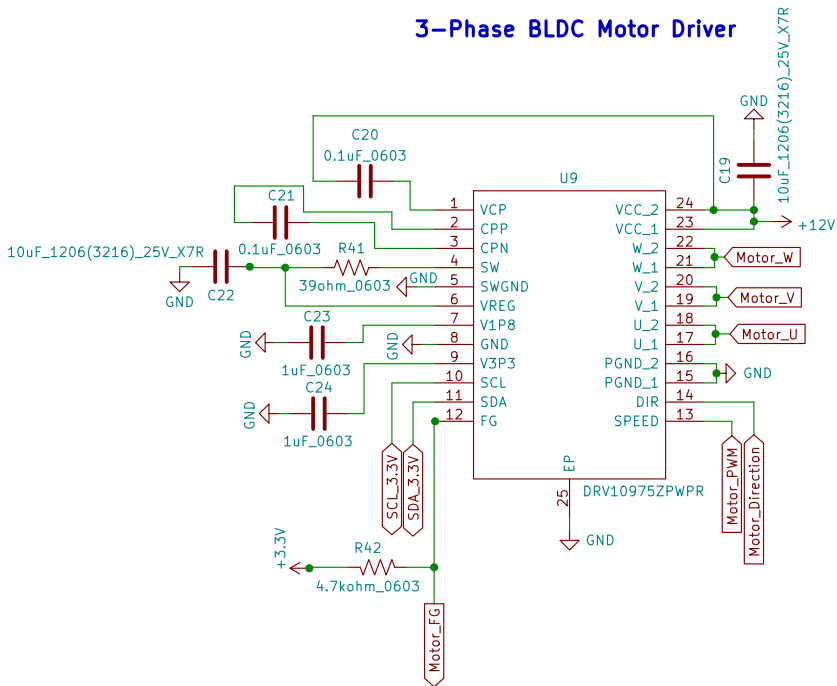 3-Phase BLDC Motor Driver
10uF_1206(3216)_25V_X7R
C19
GND
C20
0.1uF_0603
U9
C21
0.1uF_0603
10uF_1206(3216)_25V_X7R
C22
GND
R41
39ohm_0603
GND
C23
1uF_0603
GND
GND
C24
1uF_0603
GND
1 VCP
2 CPP
3 CPN
4 SW
5 SWGND
6 VREG
7 V1P8
8 GND
9 V3P3
10 SCL
11 SDA
12 FG
VCC_2 24
VCC_1 23
W_2 22
W_1 21
V_2 20
V_1 19
U_2 18
U_1 17
PGND_2 16
PGND_1 15
DIR 14
SPEED 13
+12V
Motor_W
Motor_V
Motor_U
GND
EP
25
DRV10975ZPWPR
GND
SCL_3.3V
SDA_3.3V
Motor_PWM
Motor_Direction
+3.3V
R42
4.7kohm_0603
Motor_FG